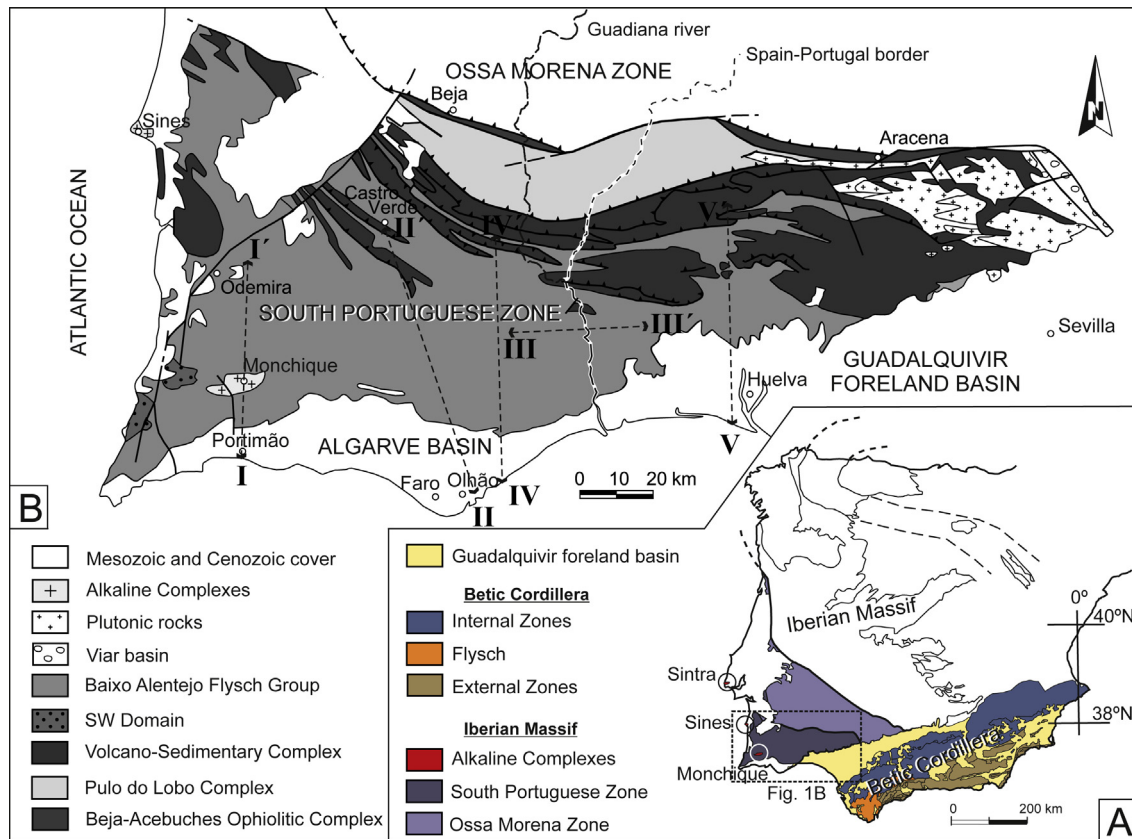 Guadiana river
Spain-Portugal border
OSSA MORENA ZONE
Beja
N
Sines
Aracena
Castro
Verde
II´
IV´
V´
I´
Odemira
ATLANTIC OCEAN
SOUTH PORTUGUESE ZONE
III
III´
Sevilla
Monchique
GUADALQUIVIR
FORELAND BASIN
Huelva
Portimão
I
ALGARVE BASIN
V
Faro
Olhão
IV
II
0 10 20 km
B
Mesozoic and Cenozoic cover
Alkaline Complexes
Plutonic rocks
Viar basin
Baixo Alentejo Flysch Group
SW Domain
Volcano-Sedimentary Complex
Pulo do Lobo Complex
Beja-Acebuches Ophiolitic Complex
Guadalquivir foreland basin
Betic Cordillera
Internal Zones
Flysch
External Zones
Iberian Massif
Alkaline Complexes
South Portuguese Zone
Ossa Morena Zone
0º
40ºN
Iberian Massif
Sintra
38ºN
Sines
Monchique
Betic Cordillera
Fig. 1B
0 200 km
A